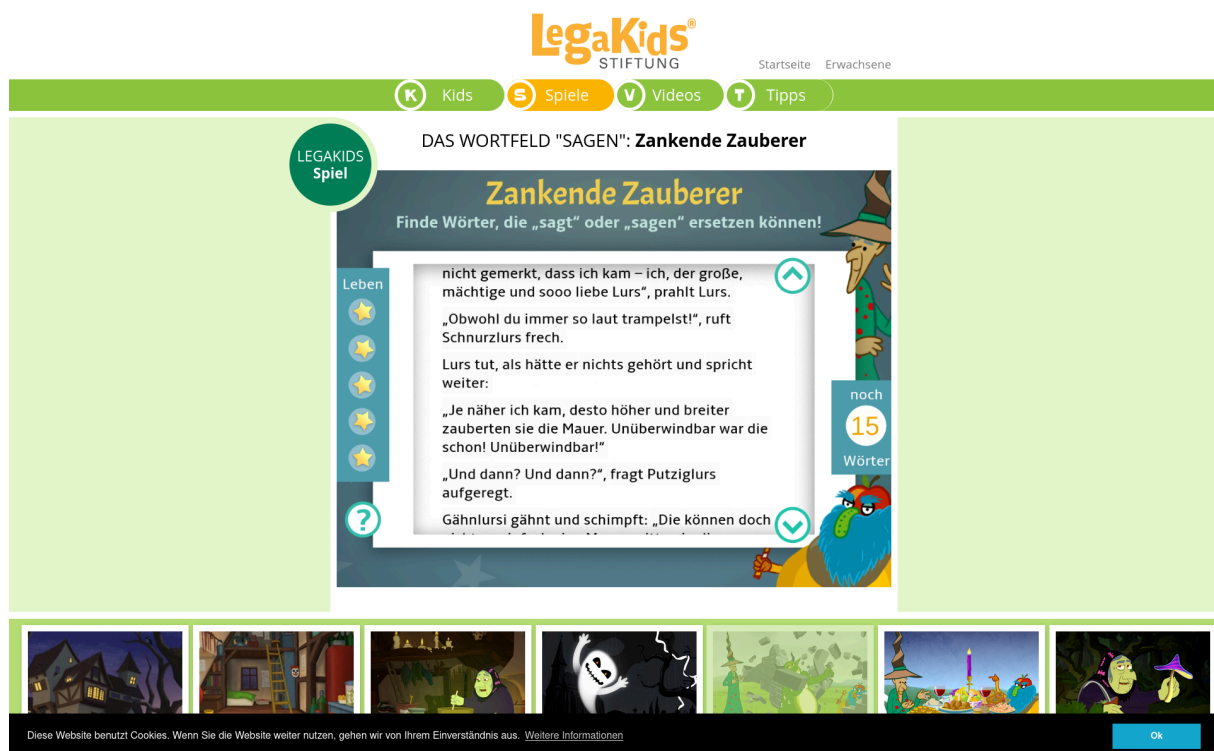 LegaKids®
STIFTUNG
Startseite Erwachsene
K Kids S Spiele V Videos T Tipps
LEGAKIDS
Spiel
DAS WORTFELD "SAGEN": Zankende Zauberer
Zankende Zauberer
Finde Wörter, die „sagt“ oder „sagen“ ersetzen können!
Leben
nicht gemerkt, dass ich kam – ich, der große,
mächtige und sooo liebe Lurs“, prahlt Lurs.
„Obwohl du immer so laut trampelst!“, ruft
Schnurzlurs frech.
Lurs tut, als hätte er nichts gehört und spricht
weiter:
„Je näher ich kam, desto höher und breiter
zauberten sie die Mauer. Unüberwindbar war die
schon! Unüberwindbar!“
„Und dann? Und dann?“, fragt Putziglurs
aufgeregt.
Gähnlursi gähnt und schimpft: „Die können doch
noch
15
Wörter
?
Diese Website benutzt Cookies. Wenn Sie die Website weiter nutzen, gehen wir von Ihrem Einverständnis aus. Weitere Informationen
Ok